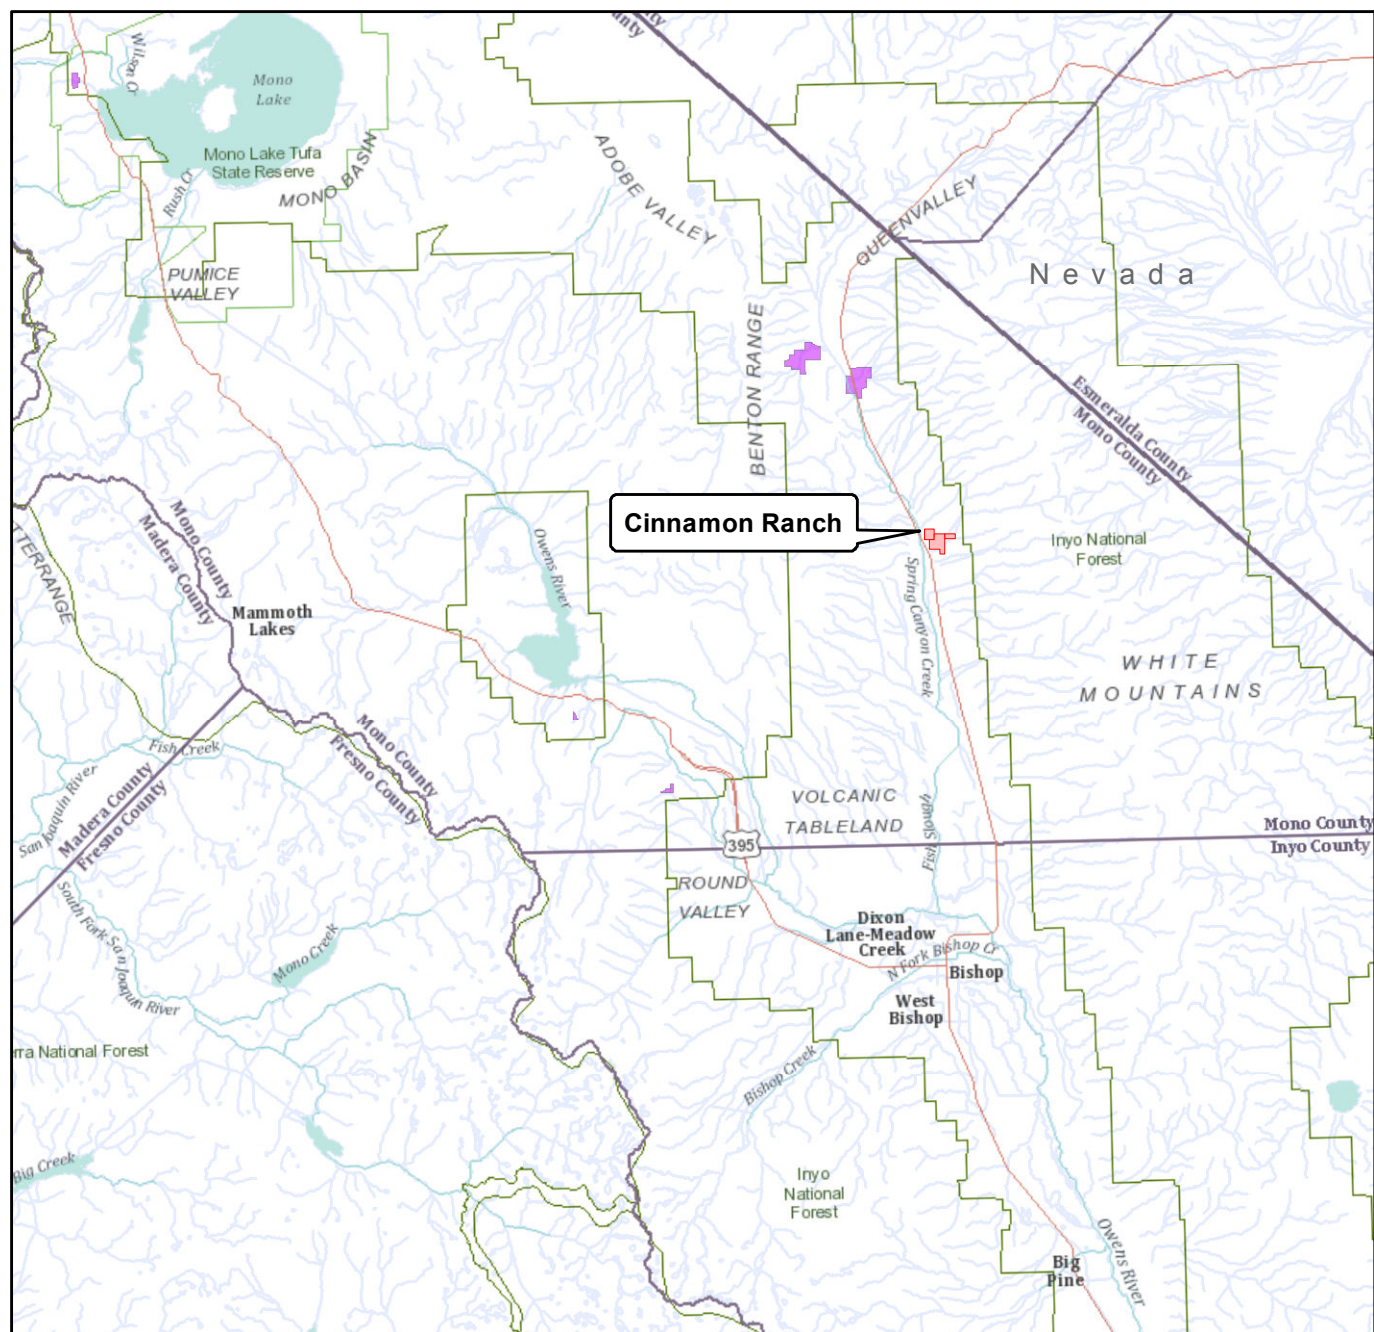 ty
unty
Wilson Cr
Mono
Lake
Mono Lake Tufa
State Reserve
MONO BASIN
Rush Cr
ADOBE VALLEY
QUEENVALLEY
PUMICE
VALLEY
Nevada
BENTON RANGE
Esmeralda County
Mono County
Cinnamon Ranch
Owens River
Inyo National
Forest
Mono County
Madera County
TERRANGE
Mammoth
Lakes
Spring Canyon Creek
WHITE
MOUNTAINS
Mono County
Fresno County
Fish Creek
San Joaquin River
Madera County
Fresno County
VOLCANIC
TABLELAND
395
Fish Slough
Mono County
Inyo County
ROUND
VALLEY
South Fork San Joaquin River
Mono Creek
Dixon
Lane-Meadow
Creek
N Fork Bishop Cr
Bishop
West
Bishop
rra National Forest
Bishop Creek
Big Creek
Inyo
National
Forest
Big
Pine
Owens River